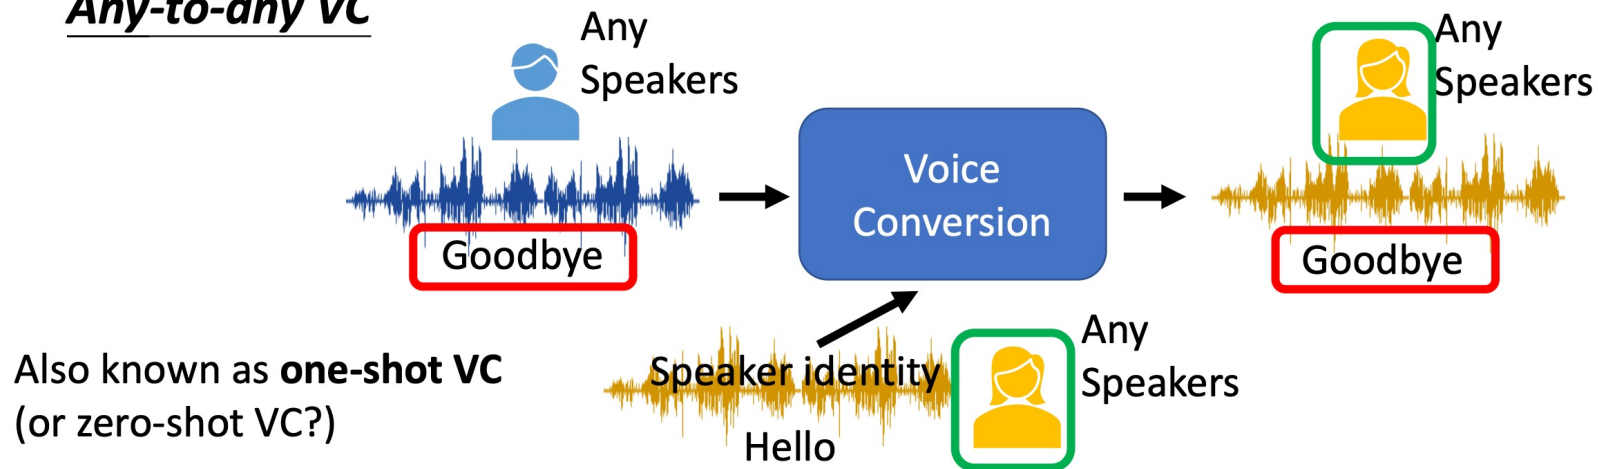 Any-to-any VC
Any
Speakers
Any
Speakers
Voice
Conversion
Goodbye
Goodbye
Also known as one-shot VC
(or zero-shot VC?)
Speaker identity
Hello
Any
Speakers